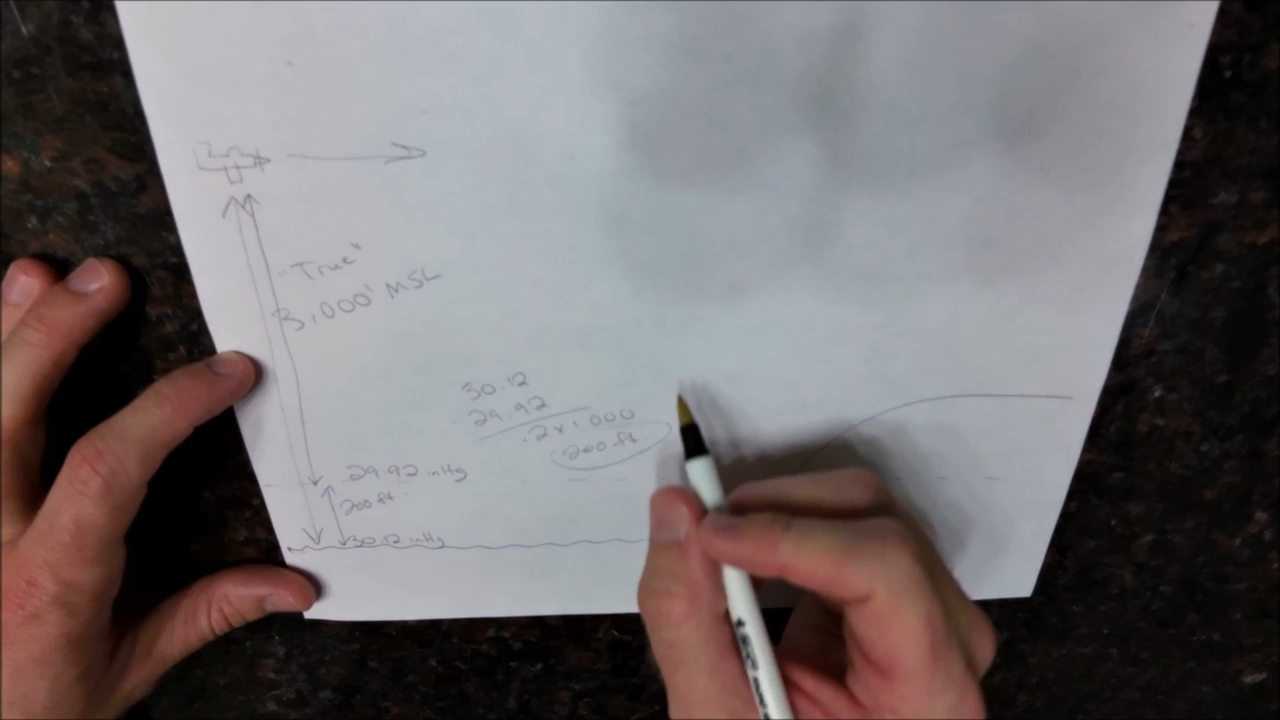 "True"
3,000' MSL
30.12
29.92
.2 x 1,000
200 ft
29.92 inHg
200 ft
30.12 inHg